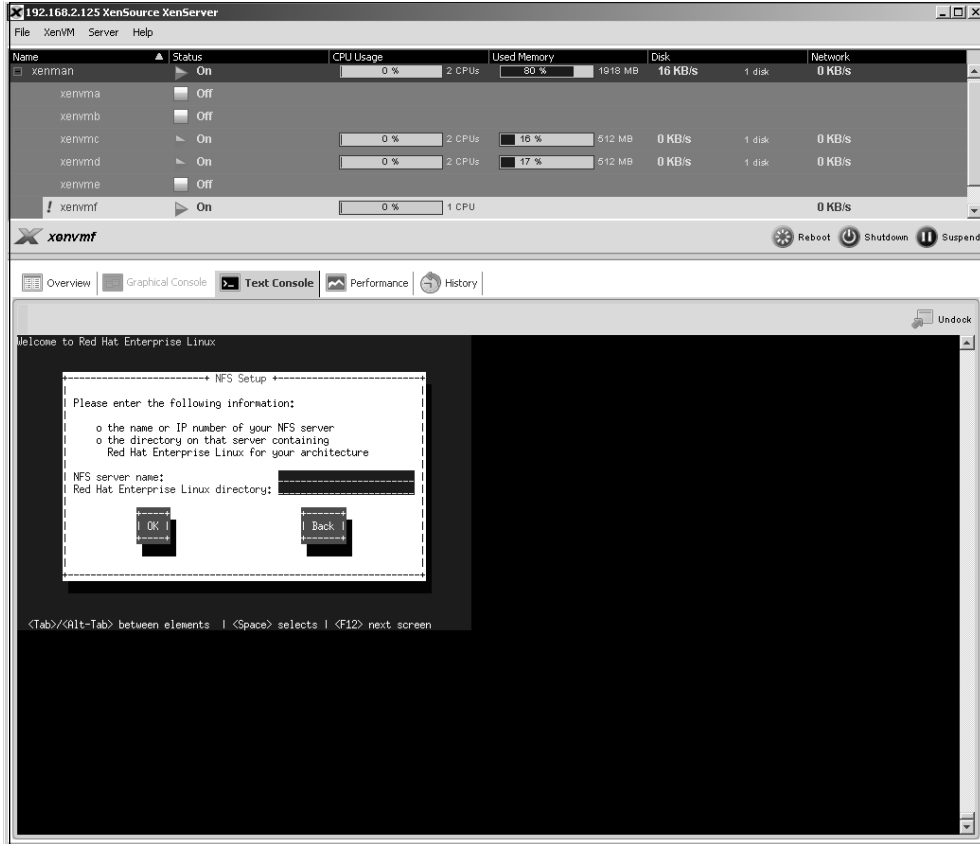 192.168.2.125 XenSource XenServer
File XenVM Server Help
Name Status CPU Usage Used Memory Disk Network
xenman On 0 % 2 CPUs 80 % 1918 MB 16 KB/s 1 disk 0 KB/s
xenvma Off
xenvmb Off
xenvmc On 0 % 2 CPUs 16 % 512 MB 0 KB/s 1 disk 0 KB/s
xenvmd On 0 % 2 CPUs 17 % 512 MB 0 KB/s 1 disk 0 KB/s
xenvme Off
! xenvmf On 0 % 1 CPU 0 KB/s
xenvmf Reboot Shutdown Suspend
Overview Graphical Console Text Console Performance History
Undock
Welcome to Red Hat Enterprise Linux
NFS Setup
Please enter the following information:
o the name or IP number of your NFS server
o the directory on that server containing
Red Hat Enterprise Linux for your architecture
NFS server name:
Red Hat Enterprise Linux directory:
OK Back
<Tab>/<Alt-Tab> between elements | <Space> selects | <F12> next screen